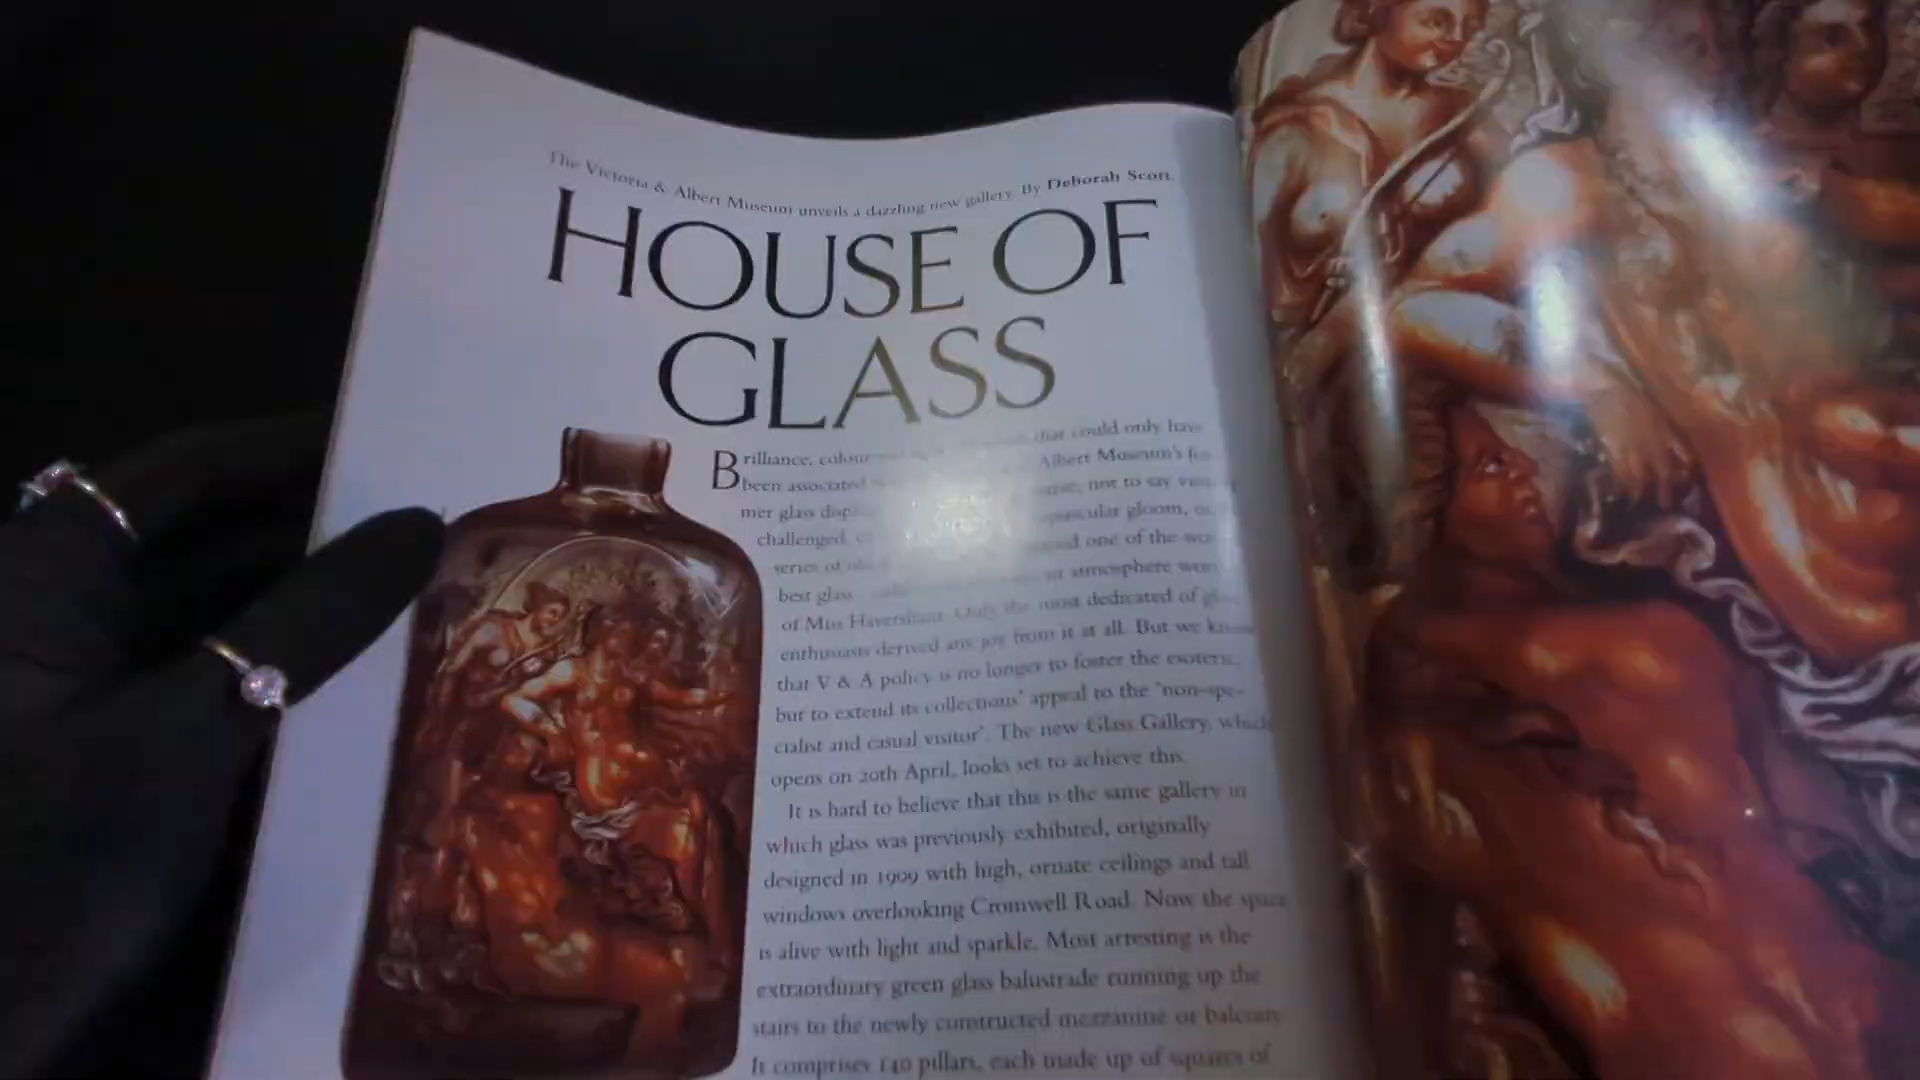 The Victoria & Albert Museum unveils a dazzling new gallery. By Deborah Scott.
HOUSE OF
GLASS
Brilliance, colour that could only have
been associated Albert Museum's
mer glass not to say
challenged, gloom,
series of one of the
best glass atmosphere
of Miss Haversham. Only the most dedicated of
enthusiasts derived any joy from it at all. But we
that V & A policy is no longer to foster the esoteric,
but to extend its collections' appeal to the 'non-spe-
cialist and casual visitor'. The new Glass Gallery, which
opens on 20th April, looks set to achieve this.
It is hard to believe that this is the same gallery in
which glass was previously exhibited, originally
designed in 1909 with high, ornate ceilings and tall
windows overlooking Cromwell Road. Now the space
is alive with light and sparkle. Most arresting is the
extraordinary green glass balustrade running up the
stairs to the newly constructed mezzanine or balcony.
It comprises 140 pillars, each made up of squares of